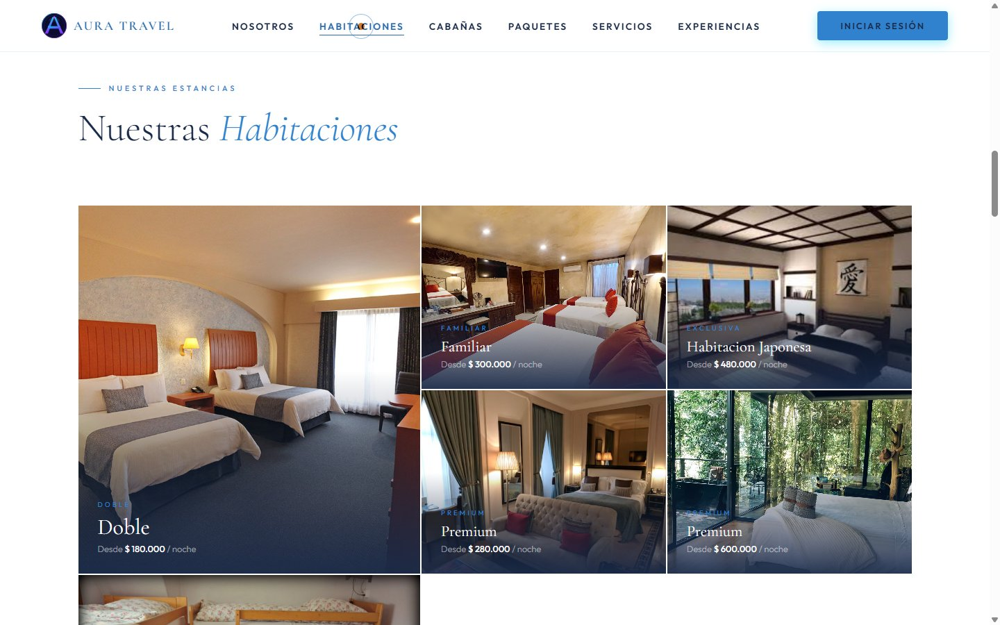 AURA TRAVEL
NOSOTROS
HABITACIONES
CABAÑAS
PAQUETES
SERVICIOS
EXPERIENCIAS
INICIAR SESIÓN
NUESTRAS ESTANCIAS
Nuestras Habitaciones
DOBLE
Doble
Desde $ 180.000 / noche
FAMILIAR
Familiar
Desde $ 300.000 / noche
愛
EXCLUSIVA
Habitacion Japonesa
Desde $ 480.000 / noche
PREMIUM
Premium
Desde $ 280.000 / noche
PREMIUM
Premium
Desde $ 600.000 / noche